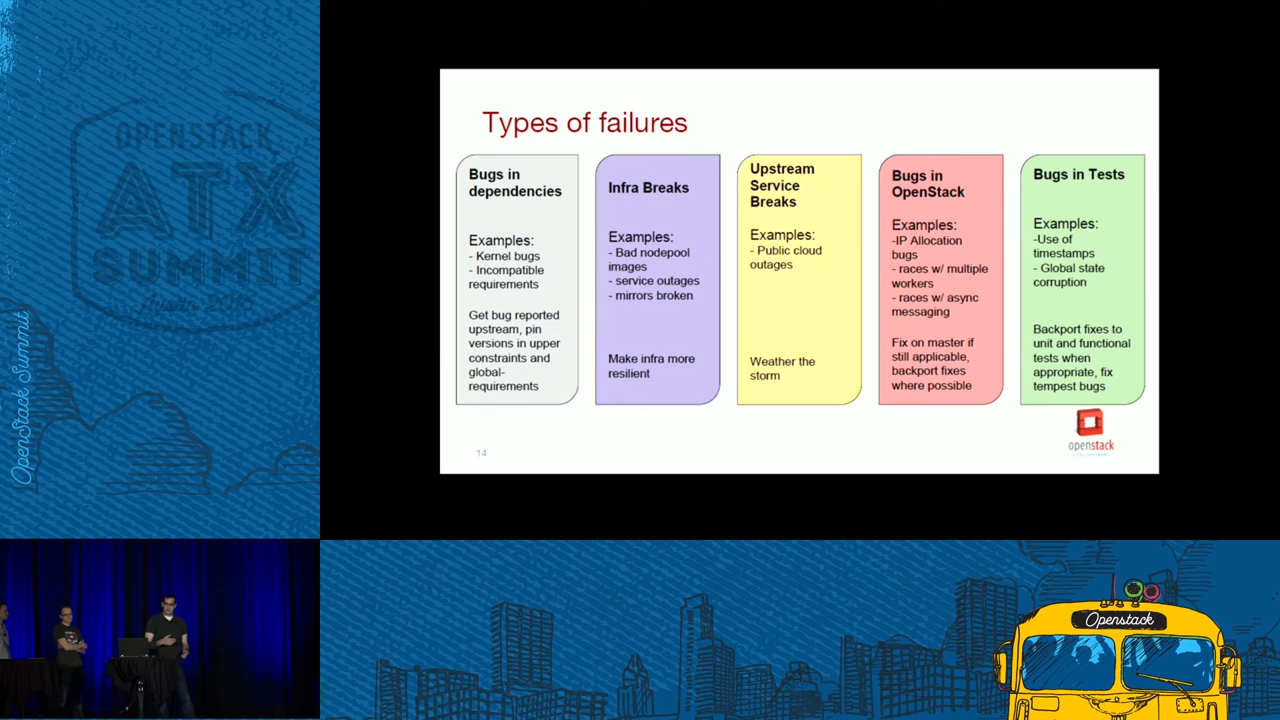 OPENSTACK
ATX
SUMMIT
Austin 2016
OpenStack Summit
Types of failures
Bugs in
dependencies
Examples:
- Kernel bugs
- Incompatible
requirements
Get bug reported
upstream, pin
versions in upper
constraints and
global-
requirements
Infra Breaks
Examples:
- Bad nodepool
images
- service outages
- mirrors broken
Make infra more
resilient
Upstream
Service
Breaks
Examples:
- Public cloud
outages
Weather the
storm
Bugs in
OpenStack
Examples:
-IP Allocation
bugs
- races w/ multiple
workers
- races w/ async
messaging
Fix on master if
still applicable,
backport fixes
where possible
Bugs in Tests
Examples:
-Use of
timestamps
- Global state
corruption
Backport fixes to
unit and functional
tests when
appropriate, fix
tempest bugs
14
openstack
Openstack